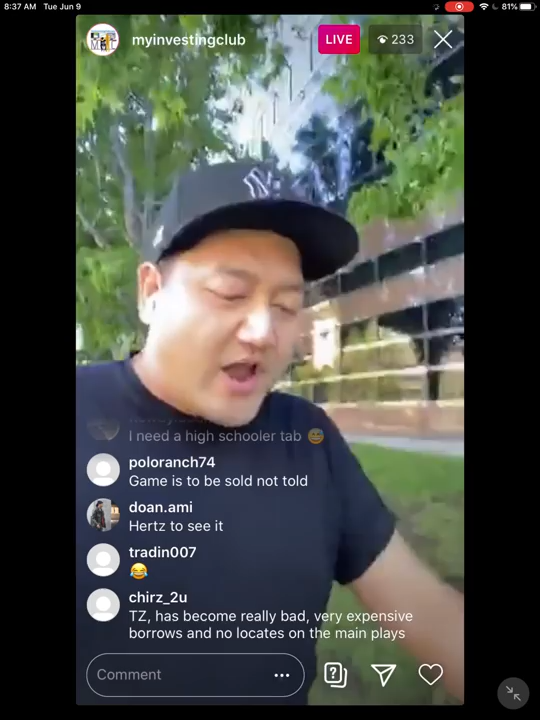 8:37 AM Tue Jun 9
81%
myinvestingclub
LIVE
233
I need a high schooler tab 😅
poloranch74
Game is to be sold not told
doan.ami
Hertz to see it
tradin007
😂
chirz_2u
TZ, has become really bad, very expensive
borrows and no locates on the main plays
Comment